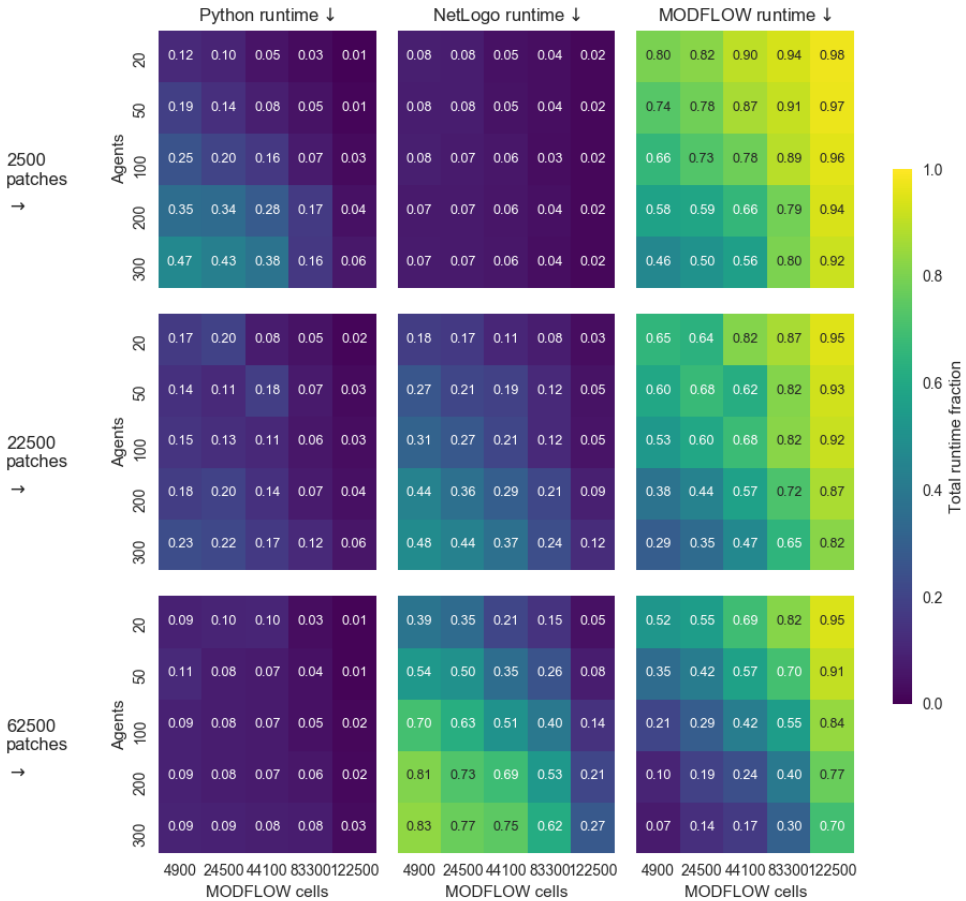 Python runtime ↓ NetLogo runtime ↓ MODFLOW runtime ↓
2500
patches
→
Agents
20 0.12 0.10 0.05 0.03 0.01 0.08 0.08 0.05 0.04 0.02 0.80 0.82 0.90 0.94 0.98
50 0.19 0.14 0.08 0.05 0.01 0.08 0.08 0.05 0.04 0.02 0.74 0.78 0.87 0.91 0.97
100 0.25 0.20 0.16 0.07 0.03 0.08 0.07 0.06 0.03 0.02 0.66 0.73 0.78 0.89 0.96
200 0.35 0.34 0.28 0.17 0.04 0.07 0.07 0.06 0.04 0.02 0.58 0.59 0.66 0.79 0.94
300 0.47 0.43 0.38 0.16 0.06 0.07 0.07 0.06 0.04 0.02 0.46 0.50 0.56 0.80 0.92
22500
patches
→
Agents
20 0.17 0.20 0.08 0.05 0.02 0.18 0.17 0.11 0.08 0.03 0.65 0.64 0.82 0.87 0.95
50 0.14 0.11 0.18 0.07 0.03 0.27 0.21 0.19 0.12 0.05 0.60 0.68 0.62 0.82 0.93
100 0.15 0.13 0.11 0.06 0.03 0.31 0.27 0.21 0.12 0.05 0.53 0.60 0.68 0.82 0.92
200 0.18 0.20 0.14 0.07 0.04 0.44 0.36 0.29 0.21 0.09 0.38 0.44 0.57 0.72 0.87
300 0.23 0.22 0.17 0.12 0.06 0.48 0.44 0.37 0.24 0.12 0.29 0.35 0.47 0.65 0.82
62500
patches
→
Agents
20 0.09 0.10 0.10 0.03 0.01 0.39 0.35 0.21 0.15 0.05 0.52 0.55 0.69 0.82 0.95
50 0.11 0.08 0.07 0.04 0.01 0.54 0.50 0.35 0.26 0.08 0.35 0.42 0.57 0.70 0.91
100 0.09 0.08 0.07 0.05 0.02 0.70 0.63 0.51 0.40 0.14 0.21 0.29 0.42 0.55 0.84
200 0.09 0.08 0.07 0.06 0.02 0.81 0.73 0.69 0.53 0.21 0.10 0.19 0.24 0.40 0.77
300 0.09 0.09 0.08 0.08 0.03 0.83 0.77 0.75 0.62 0.27 0.07 0.14 0.17 0.30 0.70
4900 24500 44100 83300 122500 4900 24500 44100 83300 122500 4900 24500 44100 83300 122500
MODFLOW cells MODFLOW cells MODFLOW cells
1.0
0.8
0.6
0.4
0.2
0.0
Total runtime fraction